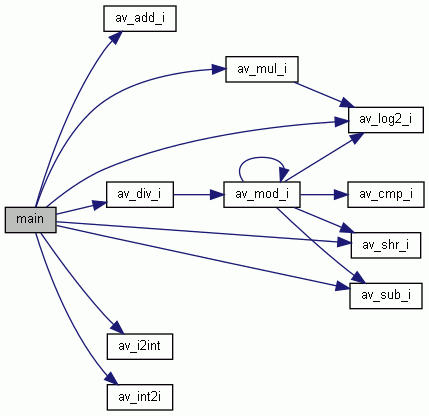 av_add_i
av_mul_i
av_log2_i
av_div_i
av_mod_i
av_cmp_i
main
av_shr_i
av_sub_i
av_i2int
av_int2i